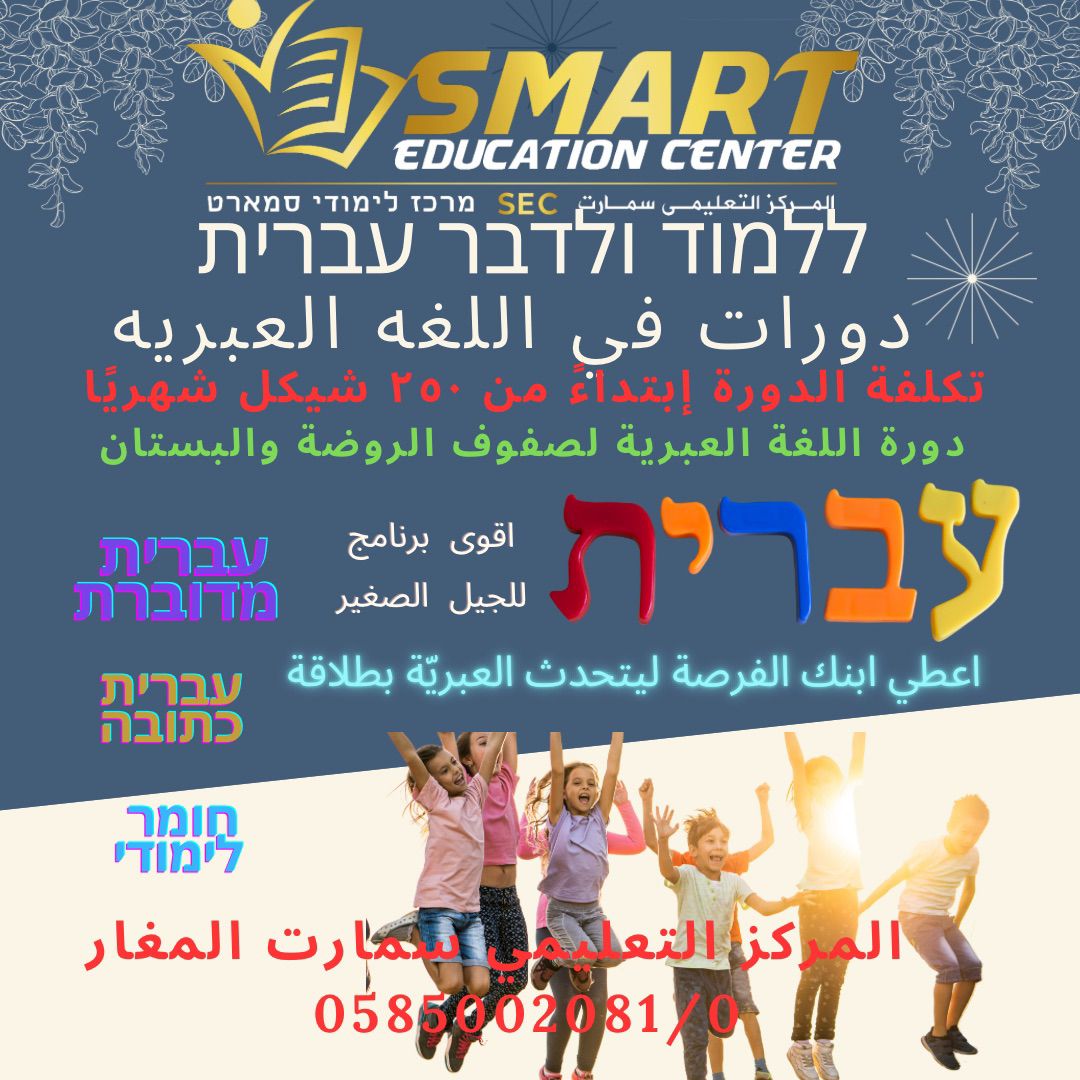 SMART
EDUCATION CENTER
المركز التعليمي سمارت SEC מרכז לימודי סמארט
ללמוד ולדבר עברית
دورات في اللغه العبريه
تكلفة الدورة إبتداءً من ٢٥٠ شيكل شهريًا
دورة اللغة العبرية لصفوف الروضة والبستان
עברית
اقوى برنامج
للجيل الصغير
עברית
מדוברת
اعطي ابنك الفرصة ليتحدث العبريّة بطلاقة
עברית
כתובה
חומר
לימודי
المركز التعليمي سمارت المغار
0585002081/0